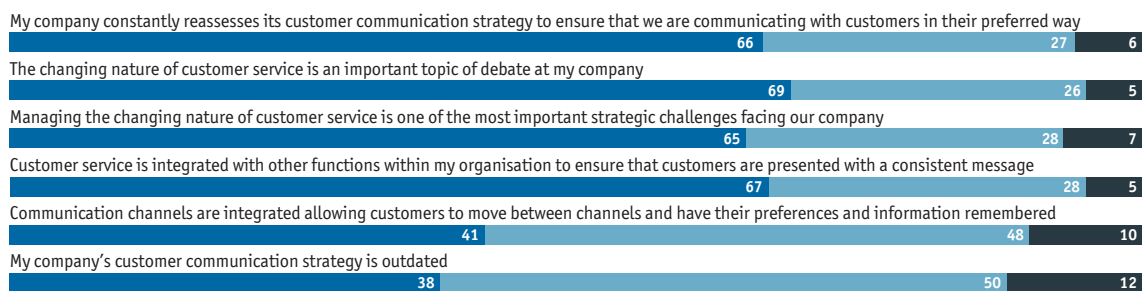 My company constantly reassesses its customer communication strategy to ensure that we are communicating with customers in their preferred way
66 27 6
The changing nature of customer service is an important topic of debate at my company
69 26 5
Managing the changing nature of customer service is one of the most important strategic challenges facing our company
65 28 7
Customer service is integrated with other functions within my organisation to ensure that customers are presented with a consistent message
67 28 5
Communication channels are integrated allowing customers to move between channels and have their preferences and information remembered
41 48 10
My company’s customer communication strategy is outdated
38 50 12